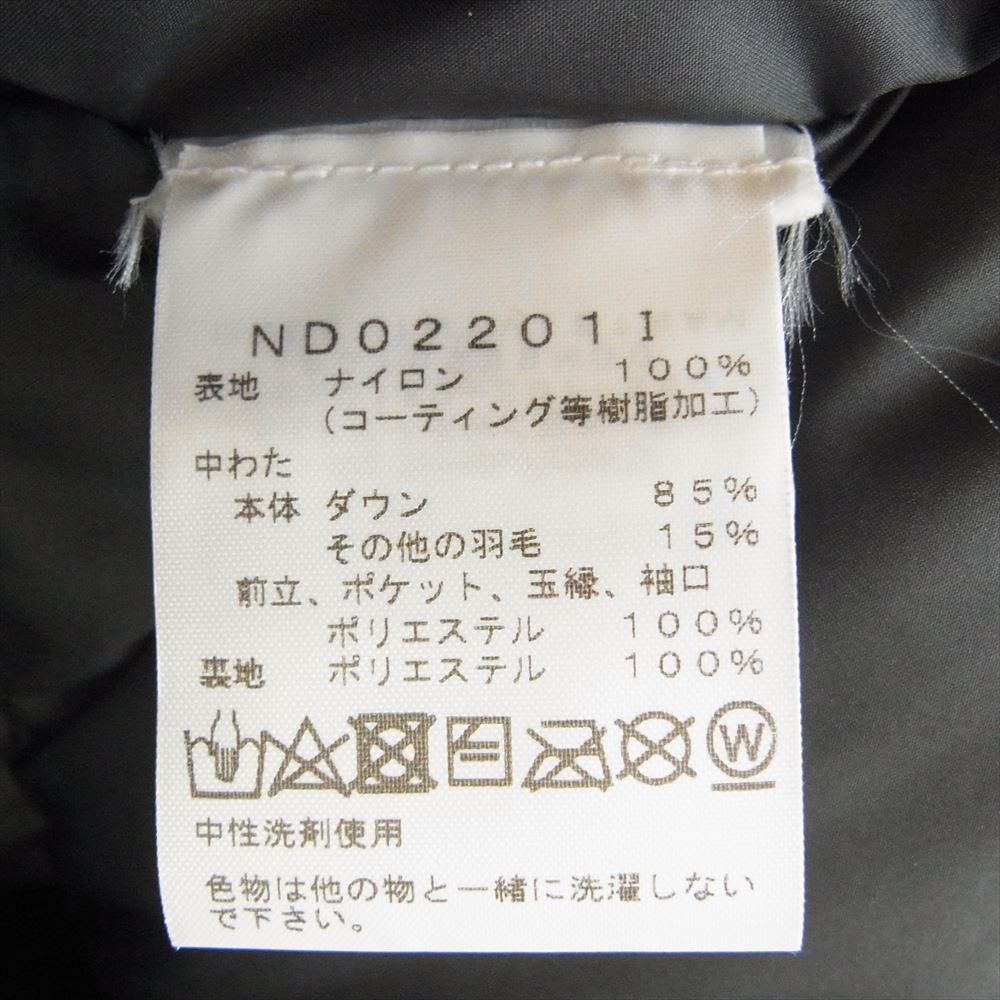 ND02201I
表地 ナイロン 100%
(コーティング等樹脂加工)
中わた
本体 ダウン 85%
その他の羽毛 15%
前立、ポケット、玉縁、袖口
ポリエステル 100%
裏地 ポリエステル 100%
W
中性洗剤使用
色物は他の物と一緒に洗濯しない
で下さい。